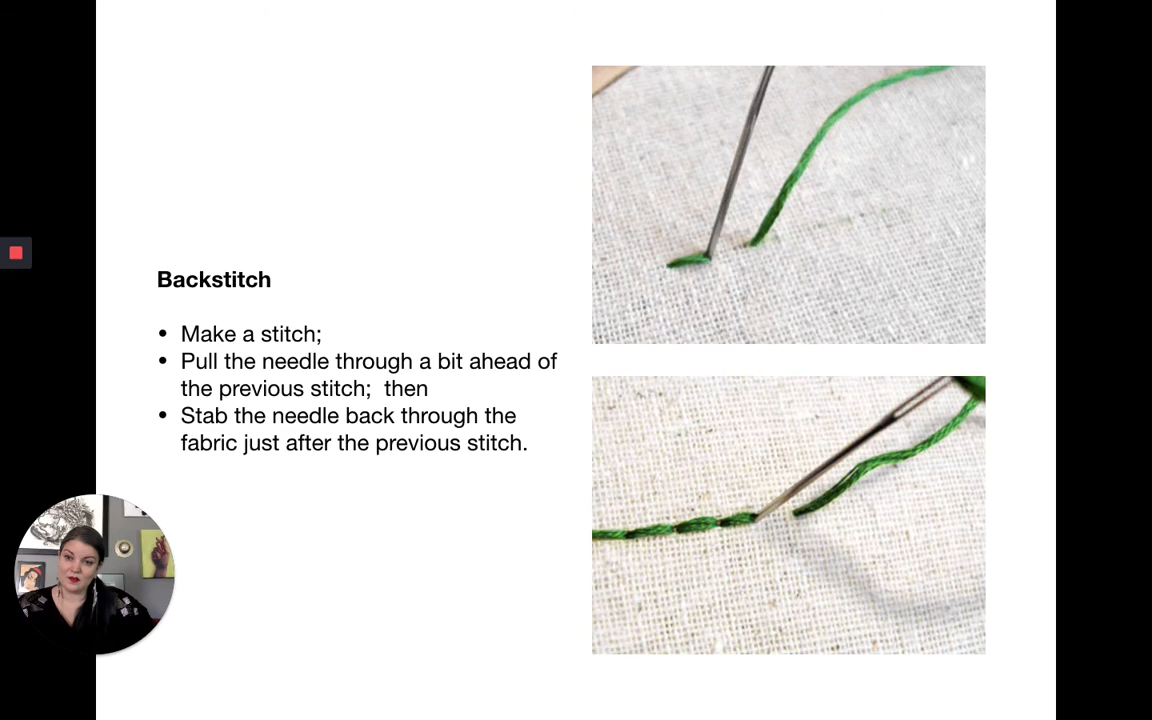 Backstitch
• Make a stitch;
• Pull the needle through a bit ahead of
the previous stitch;  then
• Stab the needle back through the
fabric just after the previous stitch.